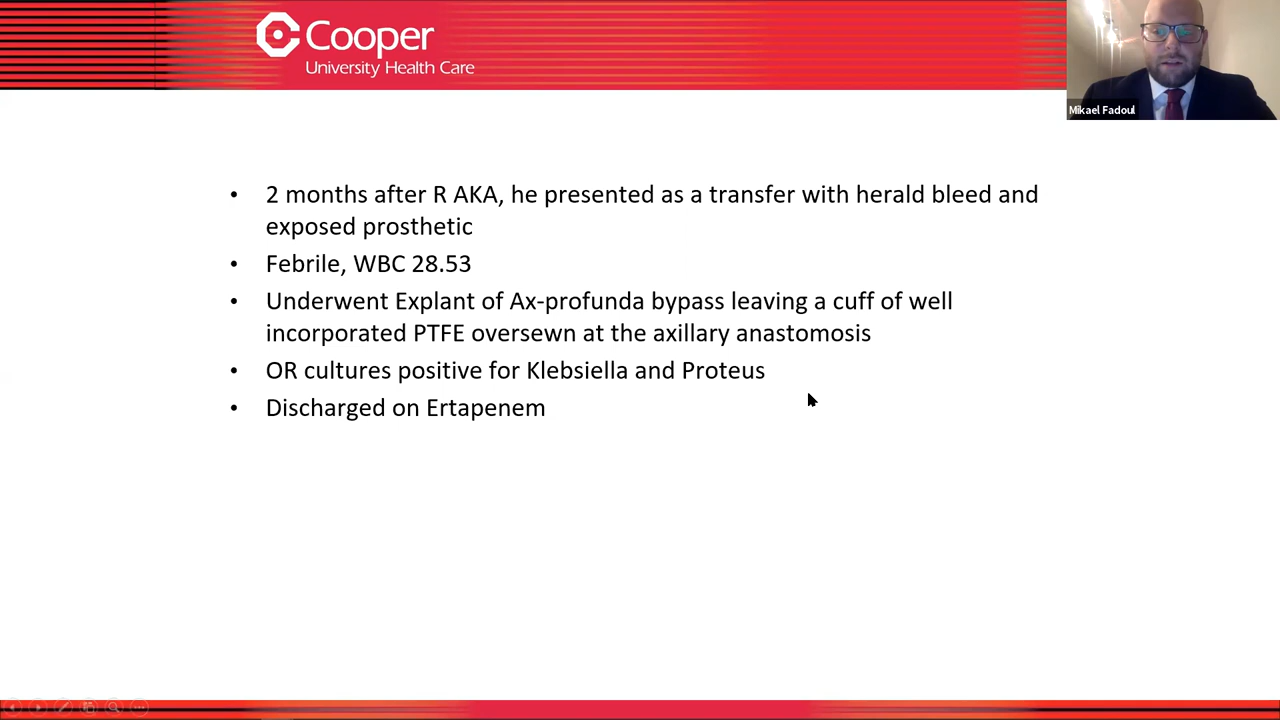 Cooper
University Health Care
Mikael Fadoul
• 2 months after R AKA, he presented as a transfer with herald bleed and
exposed prosthetic
• Febrile, WBC 28.53
• Underwent Explant of Ax-profunda bypass leaving a cuff of well
incorporated PTFE oversewn at the axillary anastomosis
• OR cultures positive for Klebsiella and Proteus
• Discharged on Ertapenem